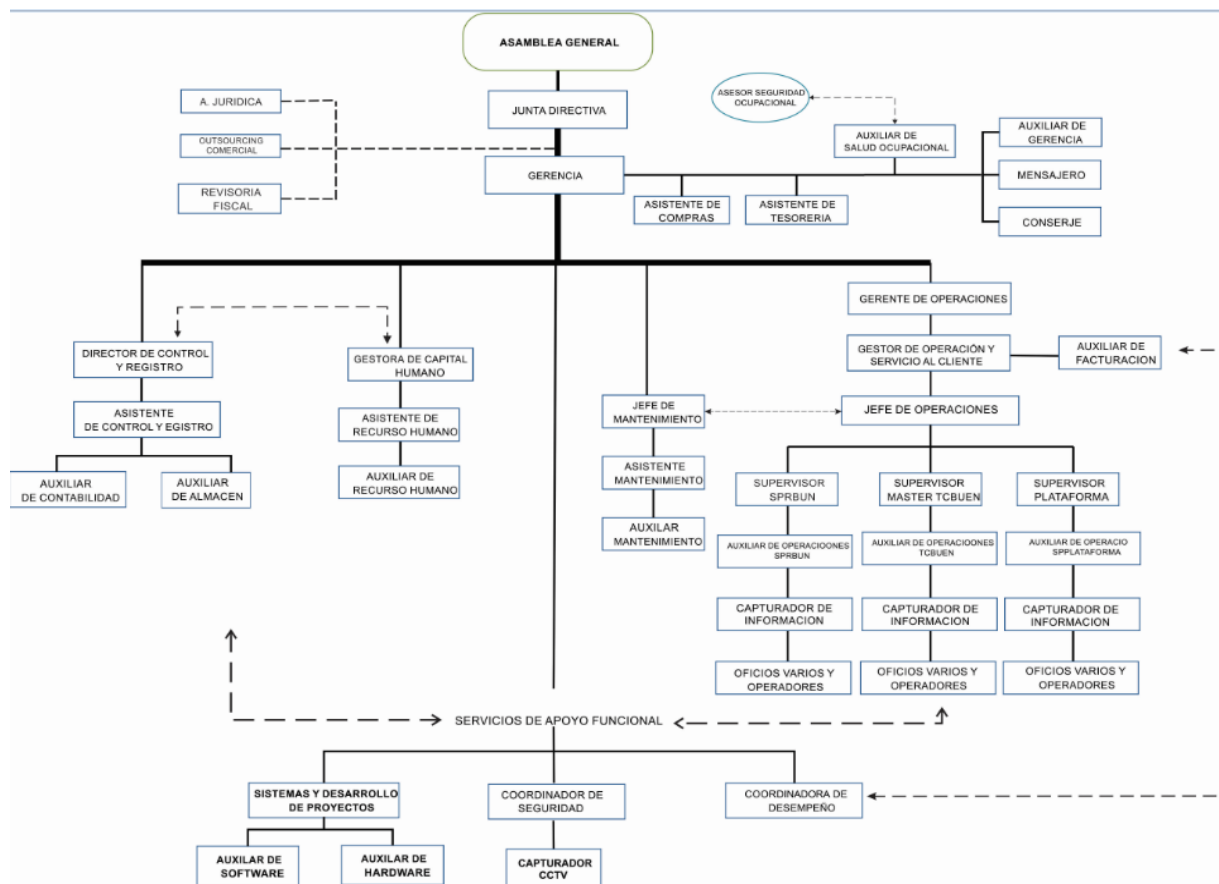 ASAMBLEA GENERAL
A. JURIDICA
JUNTA DIRECTIVA
ASESOR SEGURIDAD
OCUPACIONAL
OUTSOURCING
COMERCIAL
AUXILIAR DE
SALUD OCUPACIONAL
AUXILIAR DE
GERENCIA
GERENCIA
MENSAJERO
REVISORIA
FISCAL
ASISTENTE DE
COMPRAS
ASISTENTE DE
TESORERIA
CONSERJE
GERENTE DE OPERACIONES
DIRECTOR DE CONTROL
Y REGISTRO
GESTORA DE CAPITAL
HUMANO
GESTOR DE OPERACIÓN Y
SERVICIO AL CLIENTE
AUXILIAR DE
FACTURACION
ASISTENTE
DE CONTROL Y EGISTRO
ASISTENTE DE
RECURSO HUMANO
JEFE DE
MANTENIMIENTO
JEFE DE OPERACIONES
AUXILIAR
DE CONTABILIDAD
AUXILIAR
DE ALMACEN
AUXILIAR DE
RECURSO HUMANO
ASISTENTE
MANTENIMIENTO
SUPERVISOR
SPRBUN
SUPERVISOR
MASTER TCBUEN
SUPERVISOR
PLATAFORMA
AUXILAR
MANTENIMIENTO
AUXILIAR DE OPERACIOONES
SPRBUN
AUXILIAR DE OPERACIOONES
TCBUEN
AUXILIAR DE OPERACIO
SPPLATAFORMA
CAPTURADOR DE
INFORMACION
CAPTURADOR DE
INFORMACION
CAPTURADOR DE
INFORMACION
OFICIOS VARIOS Y
OPERADORES
OFICIOS VARIOS Y
OPERADORES
OFICIOS VARIOS Y
OPERADORES
SERVICIOS DE APOYO FUNCIONAL
SISTEMAS Y DESARROLLO
DE PROYECTOS
COORDINADOR DE
SEGURIDAD
COORDINADORA DE
DESEMPEÑO
AUXILAR DE
SOFTWARE
AUXILAR DE
HARDWARE
CAPTURADOR
CCTV